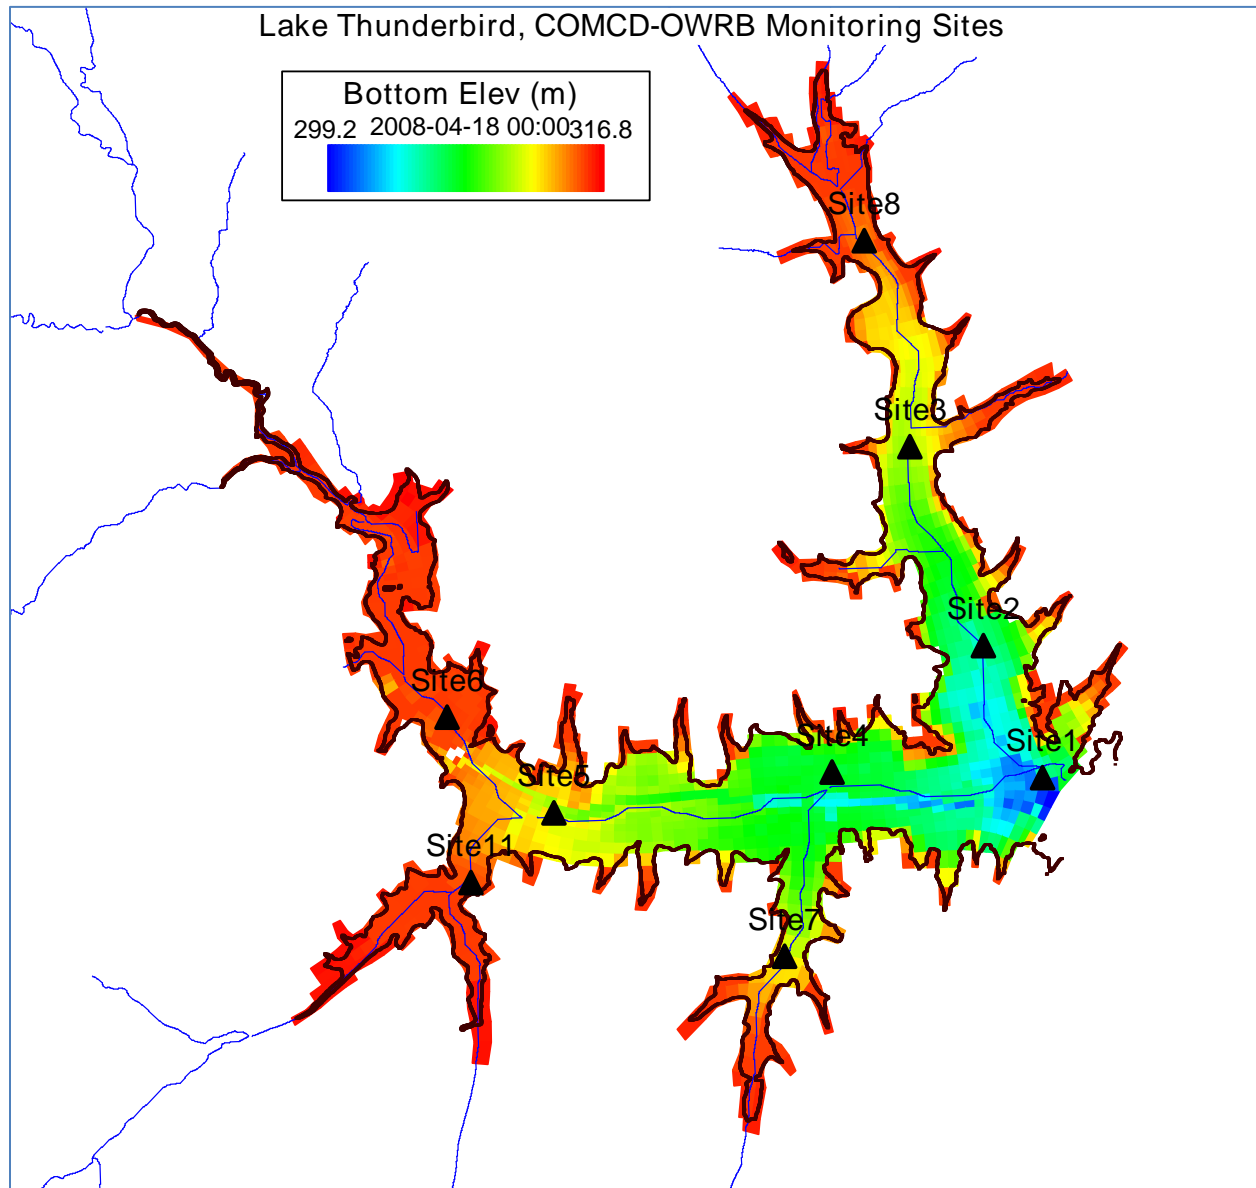 Lake Thunderbird, COMCD-OWRB Monitoring Sites
Bottom Elev (m)
299.2 2008-04-18 00:00 316.8
Site8
Site3
Site2
Site6
Site4
Site1
Site5
Site11
Site7